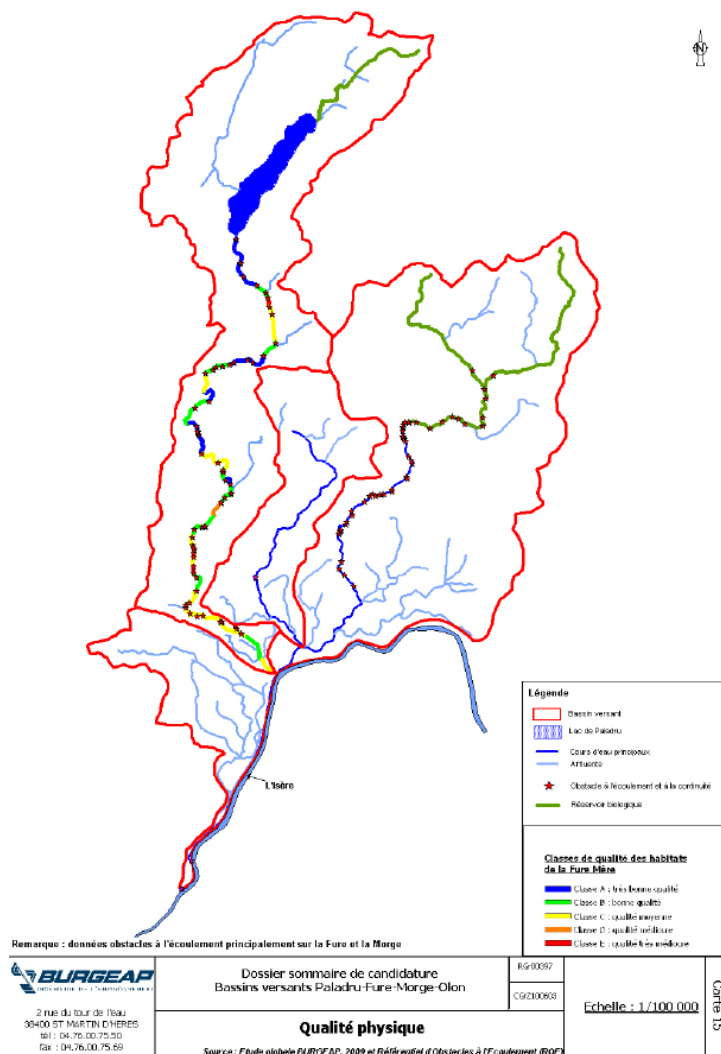 N
L'Isère
Légende
Bassin versant
Lac de Paladru
Cours d'eau principaux
Affluents
Obstacle à l'écoulement et à la continuité
Réservoir biologique
Classes de qualité des habitats
de la Fure Mère
Classe A : très bonne qualité
Classe B : bonne qualité
Classe C : qualité moyenne
Classe D : qualité médiocre
Classe E : qualité très médiocre
Remarque : données obstacles à l'écoulement principalement sur la Fure et la Morge
BURGEAP
INGENIERIE DE L'ENVIRONNEMENT
2 rue du tour de l'eau
38400 ST MARTIN D'HERES
tél : 04.76.00.75.50
fax : 04.76.00.75.69
Dossier sommaire de candidature
Bassins versants Paladru-Fure-Morge-Olon
Qualité physique
Source : Etude globale BURGEAP, 2009 et Référentiel d'Obstacles à l'Ecoulement (ROE)
Echelle : 1/100 000
Carte 15